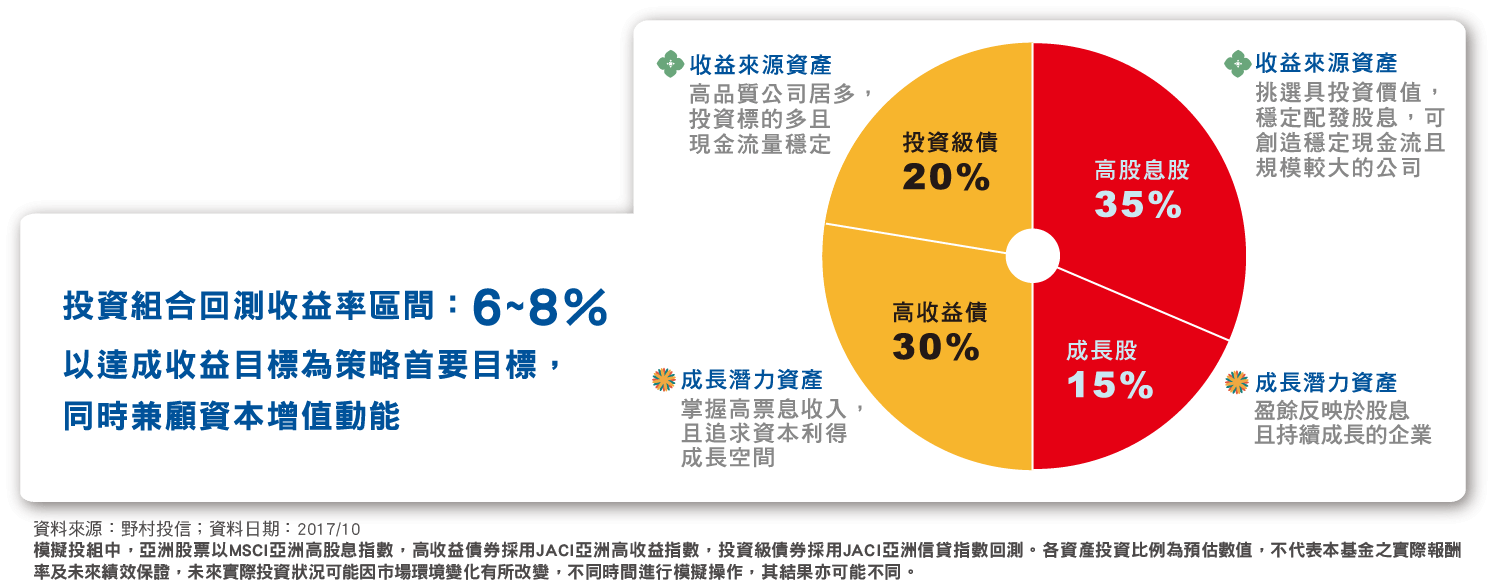 收益來源資產
高品質公司居多，
投資標的多且
現金流量穩定
投資級債
20%
高股息股
35%
收益來源資產
挑選具投資價值，
穩定配發股息，可
創造穩定現金流且
規模較大的公司
投資組合回測收益率區間：6~8%
以達成收益目標為策略首要目標，
同時兼顧資本增值動能
高收益債
30%
成長股
15%
成長潛力資產
掌握高票息收入，
且追求資本利得
成長空間
成長潛力資產
盈餘反映於股息
且持續成長的企業
資料來源：野村投信；資料日期：2017/10
模擬投組中，亞洲股票以MSCI亞洲高股息指數，高收益債券採用JACI亞洲高收益指數，投資級債券採用JACI亞洲信貸指數回測。各資產投資比例為預估數值，不代表本基金之實際報酬
率及未來績效保證，未來實際投資狀況可能因市場環境變化有所改變，不同時間進行模擬操作，其結果亦可能不同。